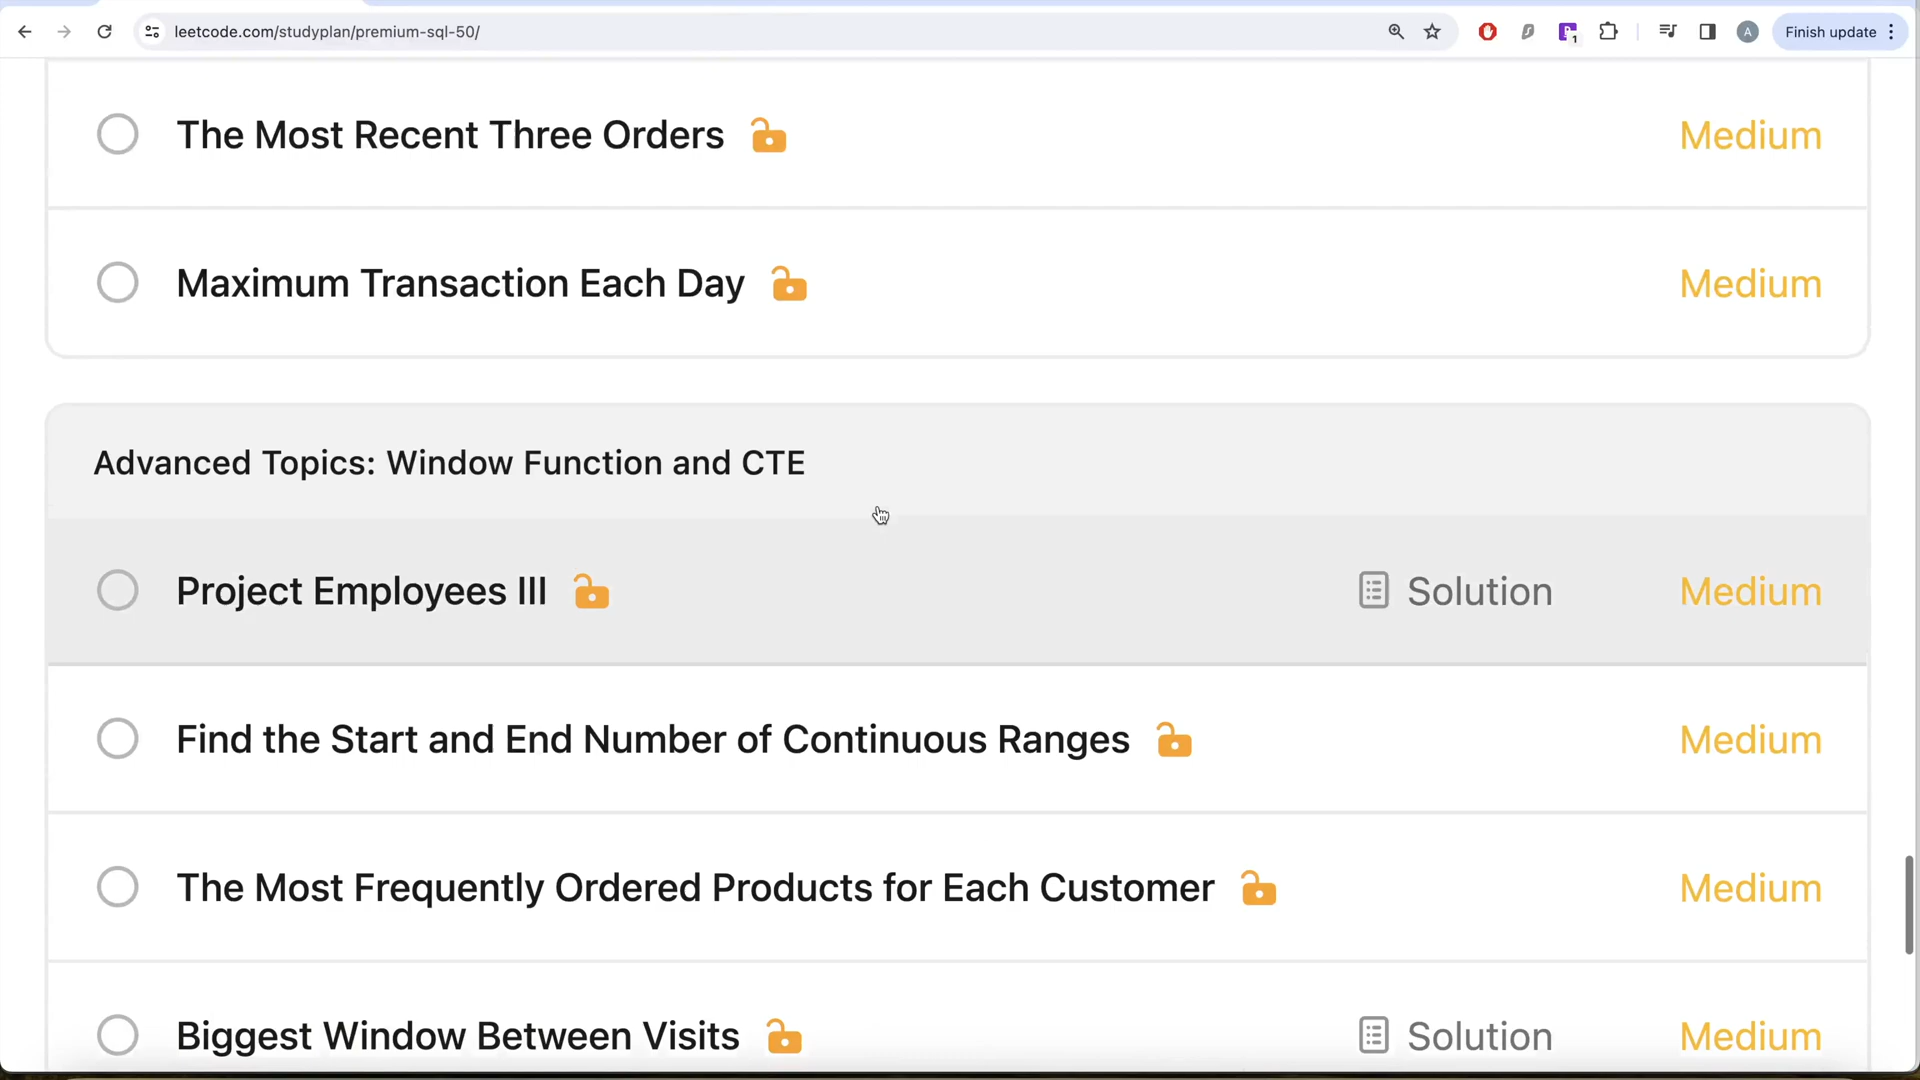 leetcode.com/studyplan/premium-sql-50/
1
A
Finish update
The Most Recent Three Orders Medium
Maximum Transaction Each Day Medium
Advanced Topics: Window Function and CTE
Project Employees III Solution Medium
Find the Start and End Number of Continuous Ranges Medium
The Most Frequently Ordered Products for Each Customer Medium
Biggest Window Between Visits Solution Medium